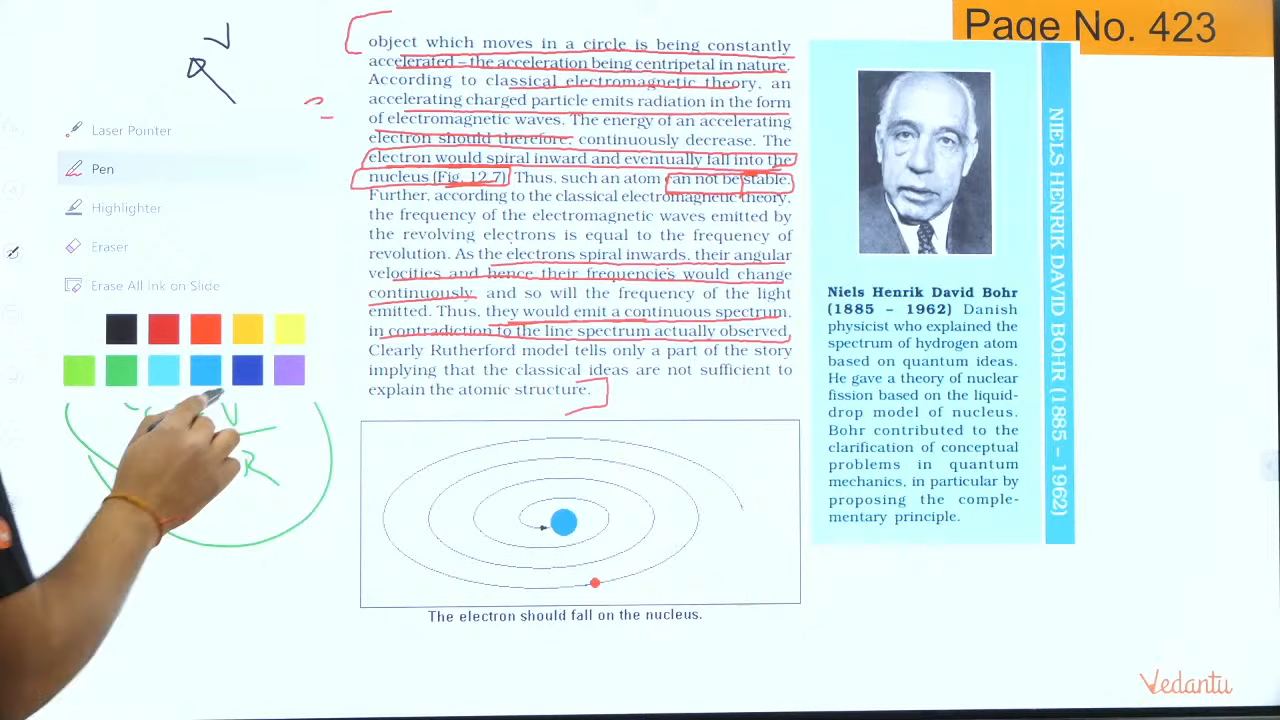 Page No. 423
object which moves in a circle is being constantly
accelerated – the acceleration being centripetal in nature.
According to classical electromagnetic theory, an
accelerating charged particle emits radiation in the form
of electromagnetic waves. The energy of an accelerating
electron should therefore, continuously decrease. The
electron would spiral inward and eventually fall into the
nucleus (Fig. 12.7). Thus, such an atom can not be stable.
Further, according to the classical electromagnetic theory,
the frequency of the electromagnetic waves emitted by
the revolving electrons is equal to the frequency of
revolution. As the electrons spiral inwards, their angular
velocities and hence their frequencies would change
continuously, and so will the frequency of the light
emitted. Thus, they would emit a continuous spectrum,
in contradiction to the line spectrum actually observed.
Clearly Rutherford model tells only a part of the story
implying that the classical ideas are not sufficient to
explain the atomic structure.
The electron should fall on the nucleus.
Niels Henrik David Bohr
(1885 – 1962) Danish
physicist who explained the
spectrum of hydrogen atom
based on quantum ideas.
He gave a theory of nuclear
fission based on the liquid-
drop model of nucleus.
Bohr contributed to the
clarification of conceptual
problems in quantum
mechanics, in particular by
proposing the comple-
mentary principle.
NIELS HENRIK DAVID BOHR (1885 – 1962)
Laser Pointer
Pen
Highlighter
Eraser
Erase All Ink on Slide
V
R
Vedantu